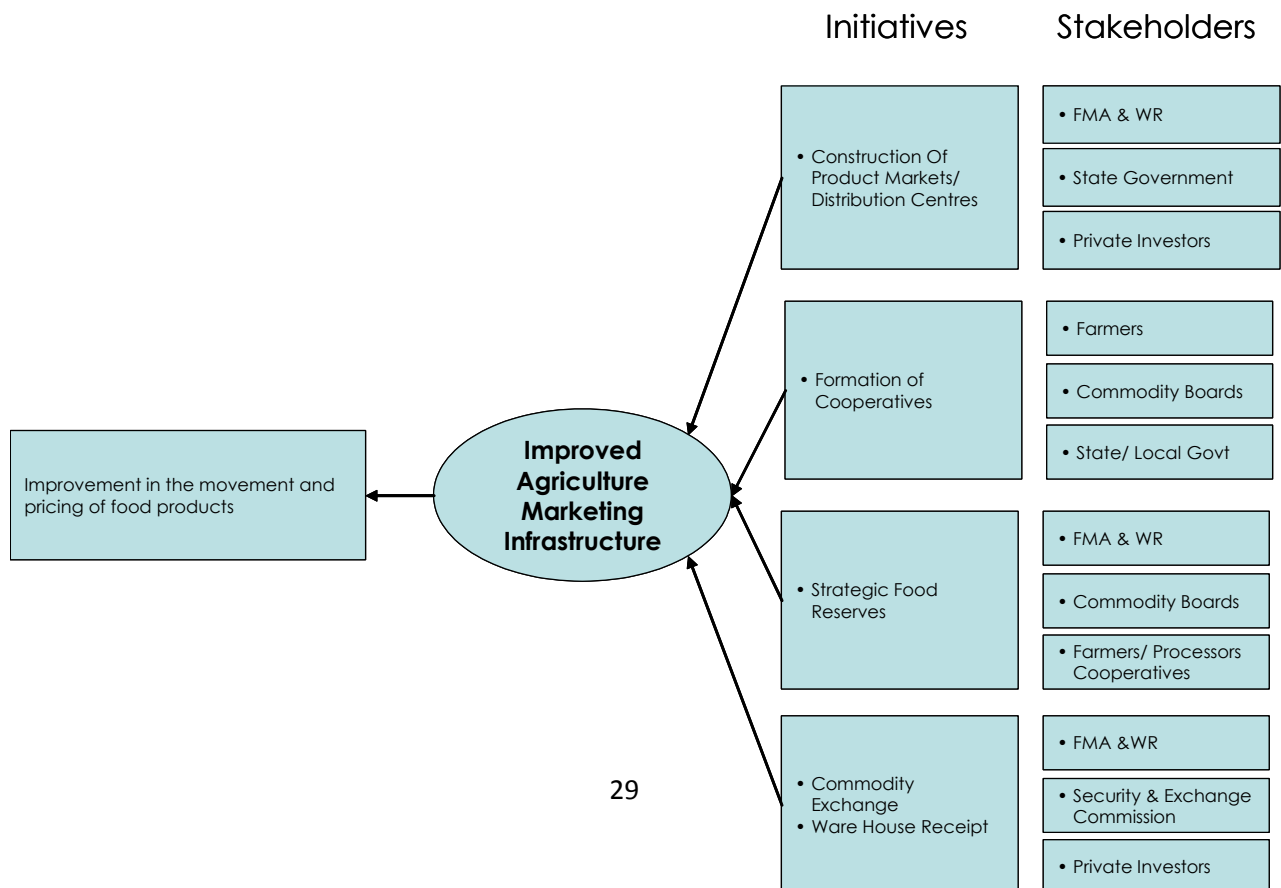 Initiatives
Stakeholders
• Construction Of
Product Markets/
Distribution Centres
• FMA & WR
• State Government
• Private Investors
• Formation of
Cooperatives
• Farmers
• Commodity Boards
• State/ Local Govt
Improvement in the movement and
pricing of food products
Improved
Agriculture
Marketing
Infrastructure
• Strategic Food
Reserves
• FMA & WR
• Commodity Boards
• Farmers/ Processors
Cooperatives
• Commodity
Exchange
• Ware House Receipt
• FMA &WR
• Security & Exchange
Commission
• Private Investors
29